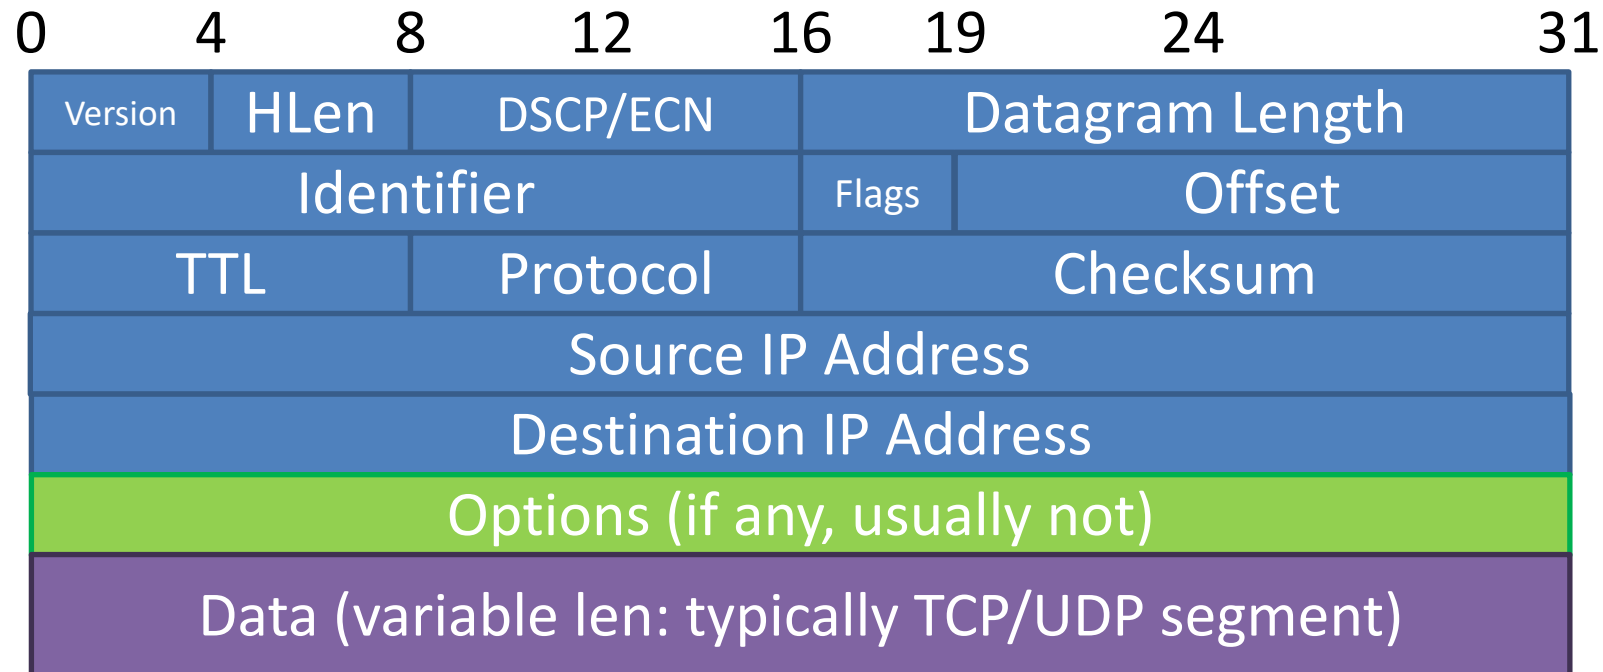 0 4 8 12 16 19 24 31
Version HLen DSCP/ECN Datagram Length
Identifier Flags Offset
TTL Protocol Checksum
Source IP Address
Destination IP Address
Options (if any, usually not)
Data (variable len: typically TCP/UDP segment)